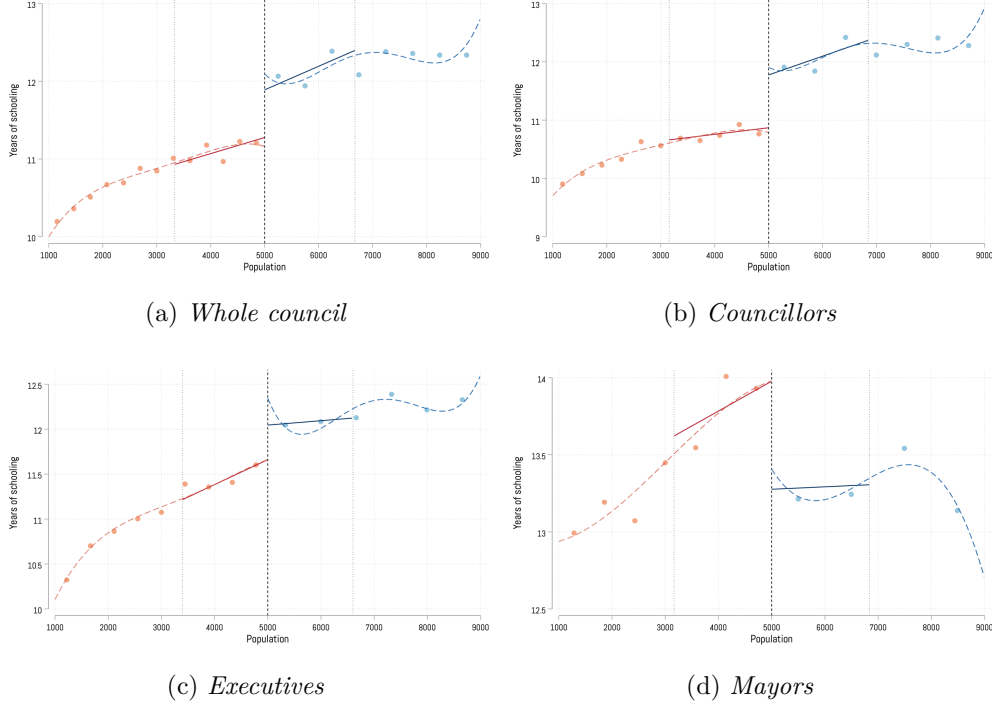 Years of schooling
13
12
11
10
1000 2000 3000 4000 5000 6000 7000 8000 9000
Population
(a) Whole council
Years of schooling
13
12
11
10
9
1000 2000 3000 4000 5000 6000 7000 8000 9000
Population
(b) Councillors
Years of schooling
12.5
12
11.5
11
10.5
10
1000 2000 3000 4000 5000 6000 7000 8000 9000
Population
(c) Executives
Years of schooling
14
13.5
13
12.5
1000 2000 3000 4000 5000 6000 7000 8000 9000
Population
(d) Mayors